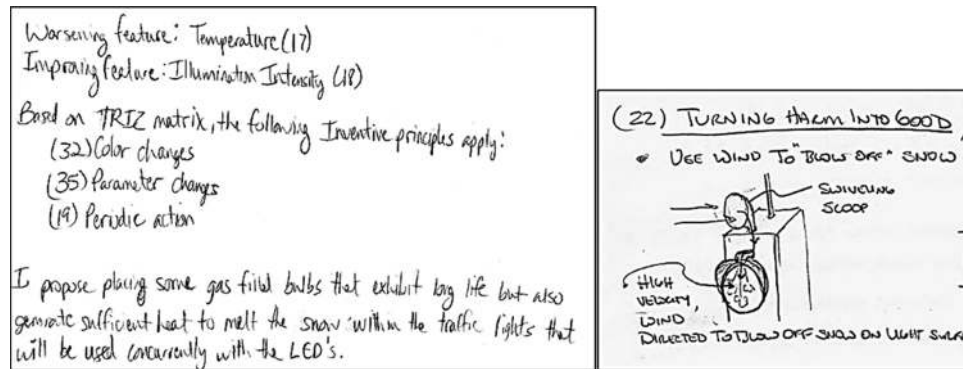 Worsening feature: Temperature (17)
Improving feature: Illumination Intensity (18)
Based on TRIZ matrix, the following Inventive principles apply:
(32) Color changes
(35) Parameter changes
(19) Periodic action
I propose placing some gas filled bulbs that exhibit long life but also
generate sufficient heat to melt the snow within the traffic lights that
will be used concurrently with the LED's.
(22) TURNING HARM INTO GOOD
• USE WIND TO "BLOW OFF" SNOW
SWIVELING
SCOOP
HIGH
VELOCITY,
WIND
DIRECTED TO BLOW OFF SNOW ON LIGHT